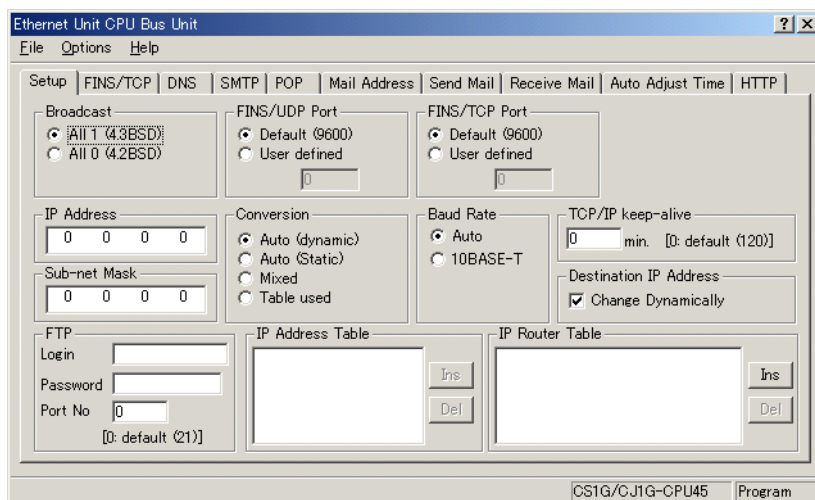 Ethernet Unit CPU Bus Unit
File Options Help
Setup FINS/TCP DNS SMTP POP Mail Address Send Mail Receive Mail Auto Adjust Time HTTP
Broadcast
All 1 (4.3BSD)
All 0 (4.2BSD)
FINS/UDP Port
Default (9600)
User defined
0
FINS/TCP Port
Default (9600)
User defined
0
IP Address
0 0 0 0
Sub-net Mask
0 0 0 0
Conversion
Auto (dynamic)
Auto (Static)
Mixed
Table used
Baud Rate
Auto
10BASE-T
TCP/IP keep-alive
0 min. [0: default (120)]
Destination IP Address
Change Dynamically
FTP
Login
Password
Port No 0
[0: default (21)]
IP Address Table
Ins
Del
IP Router Table
Ins
Del
CS1G/CJ1G-CPU45 Program